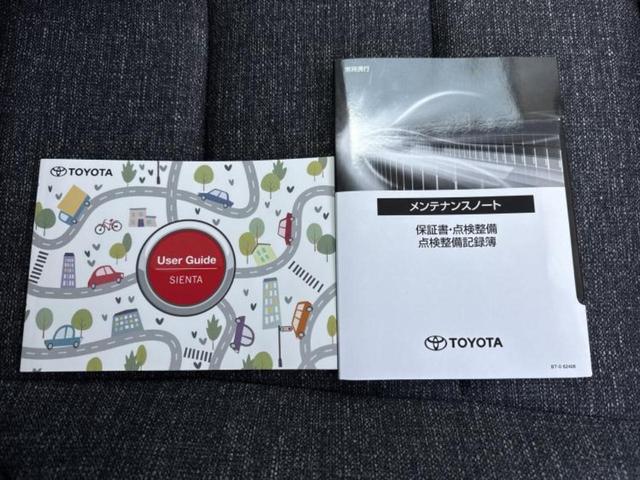 TOYOTA
User Guide
SIENTA
メンテナンスノート
保証書・点検整備
点検整備記録簿
TOYOTA